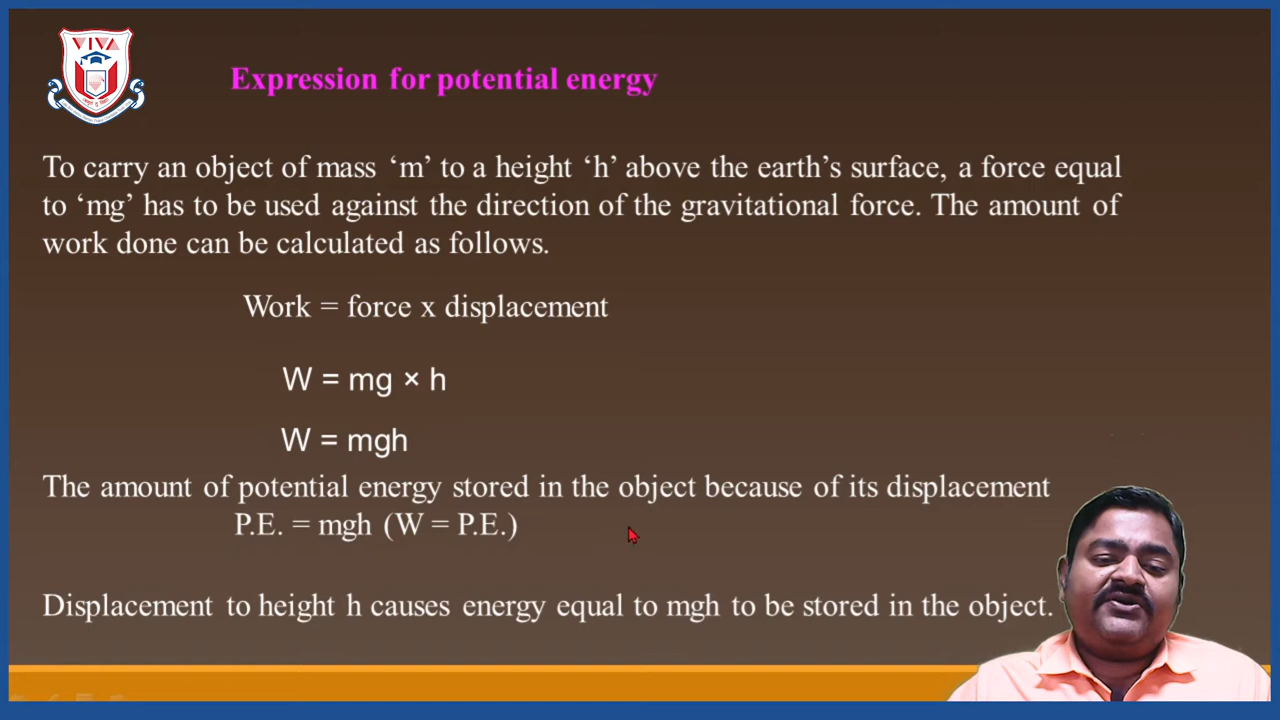 VIVA
Expression for potential energy
To carry an object of mass ‘m’ to a height ‘h’ above the earth’s surface, a force equal
to ‘mg’ has to be used against the direction of the gravitational force. The amount of
work done can be calculated as follows.
Work = force x displacement
W = mg × h
W = mgh
The amount of potential energy stored in the object because of its displacement
P.E. = mgh (W = P.E.)
Displacement to height h causes energy equal to mgh to be stored in the object.